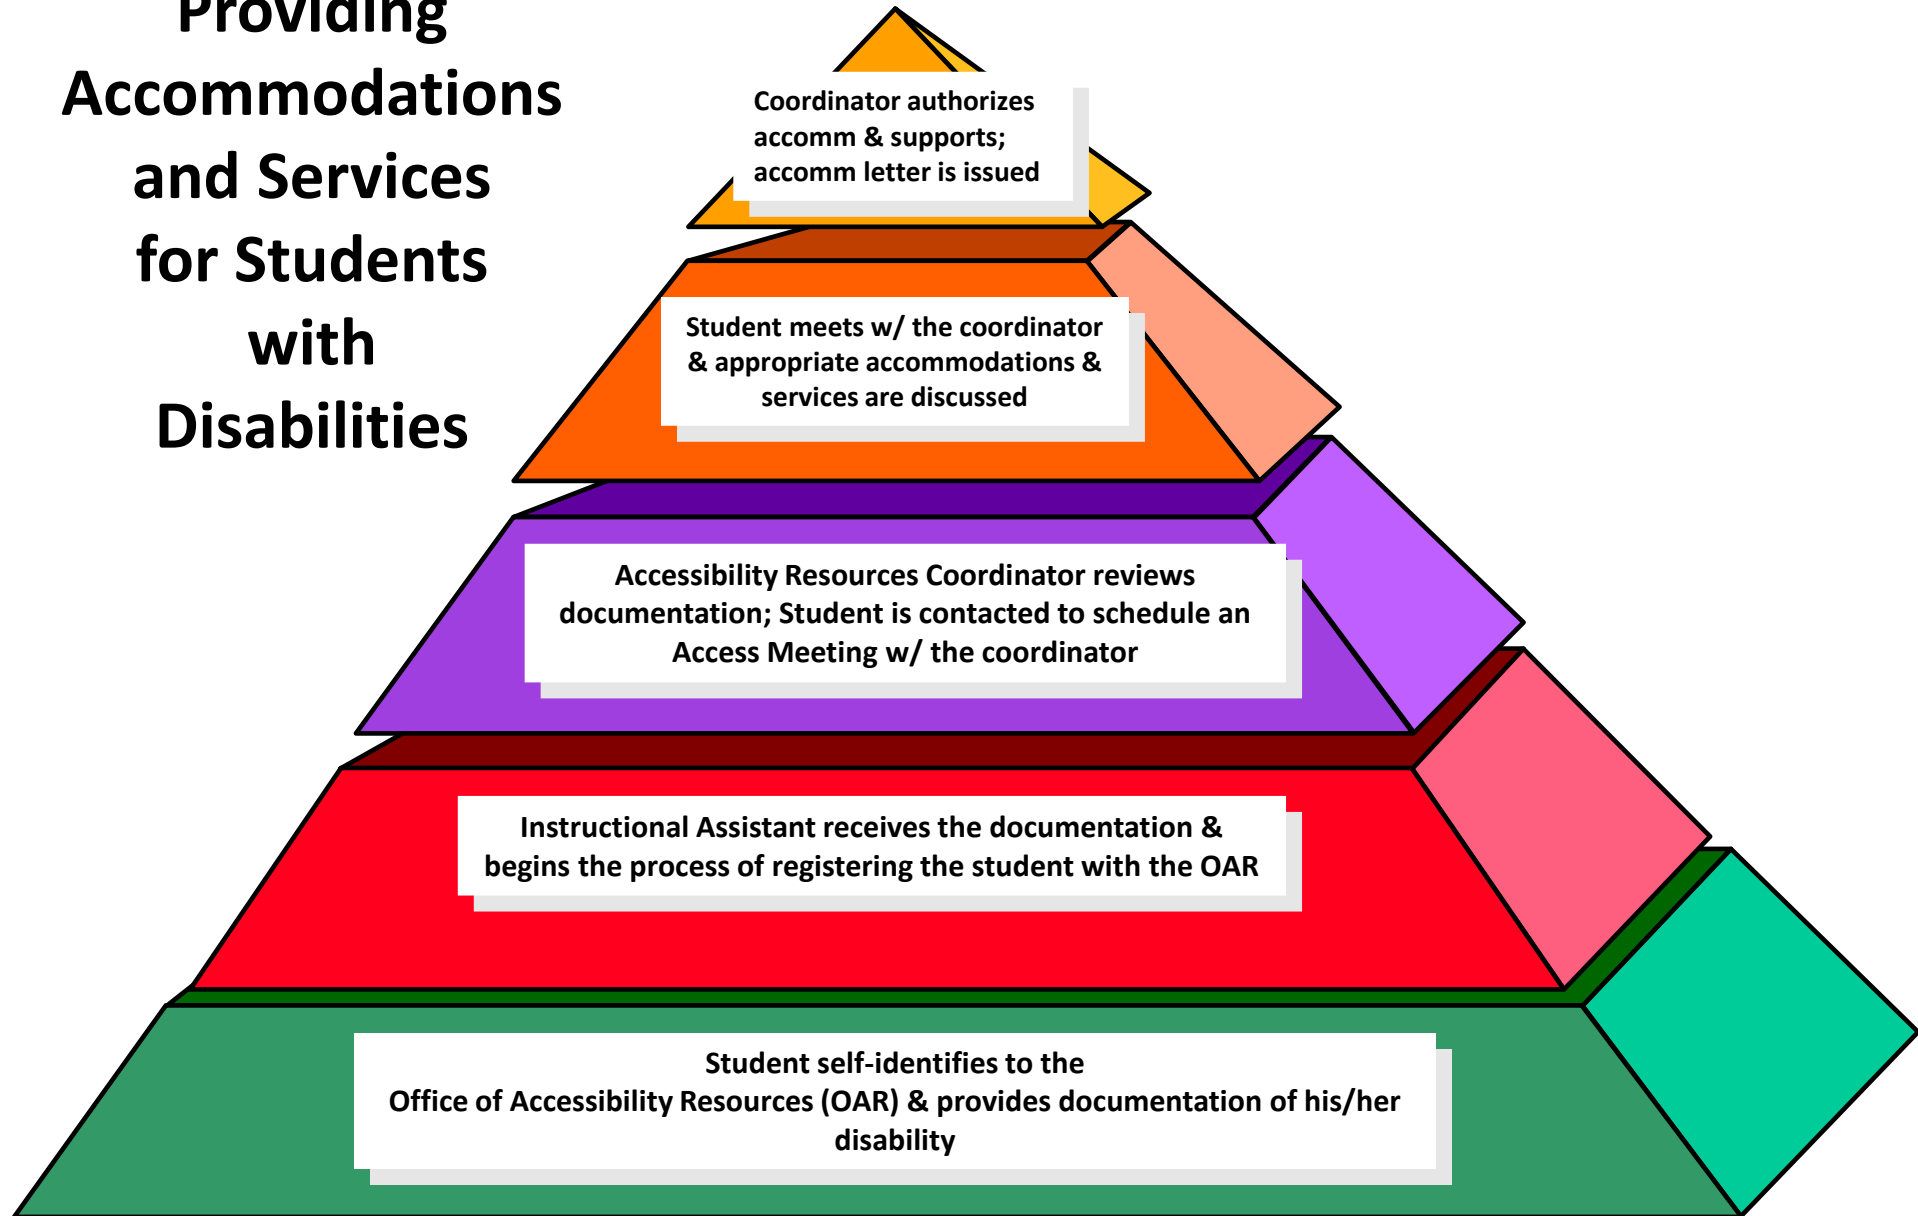 Providing
Accommodations
and Services
for Students
with
Disabilities
Coordinator authorizes
accomm & supports;
accomm letter is issued
Student meets w/ the coordinator
& appropriate accommodations &
services are discussed
Accessibility Resources Coordinator reviews
documentation; Student is contacted to schedule an
Access Meeting w/ the coordinator
Instructional Assistant receives the documentation &
begins the process of registering the student with the OAR
Student self-identifies to the
Office of Accessibility Resources (OAR) & provides documentation of his/her
disability